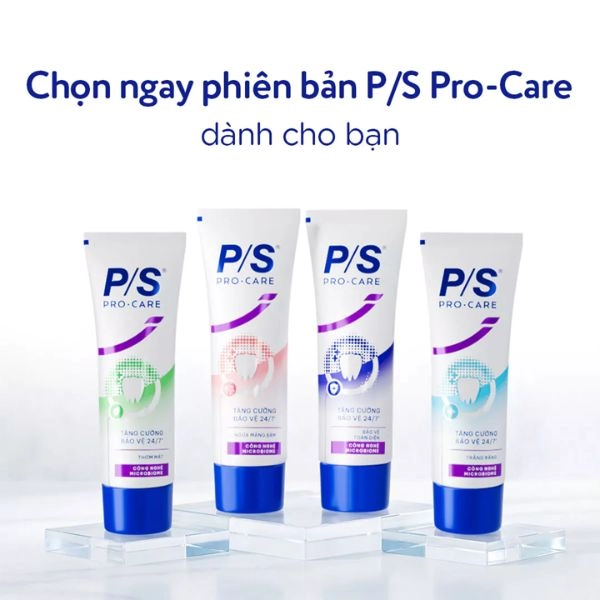 Chọn ngay phiên bản P/S Pro-Care
dành cho bạn
P/S
PRO·CARE
TĂNG CƯỜNG
BẢO VỆ 24/7*
THƠM MÁT
CÔNG NGHỆ
MICROBIOME
P/S
PRO·CARE
TĂNG CƯỜNG
BẢO VỆ 24/7*
NGỪA MẢNG BÁM
CÔNG NGHỆ
MICROBIOME
P/S®
PRO·CARE
TĂNG CƯỜNG
BẢO VỆ 24/7*
BẢO VỆ
TOÀN DIỆN
CÔNG NGHỆ
MICROBIOME
P/S®
PRO·CARE
TĂNG CƯỜNG
BẢO VỆ 24/7*
TRẮNG RĂNG
CÔNG NGHỆ
MICROBIOME